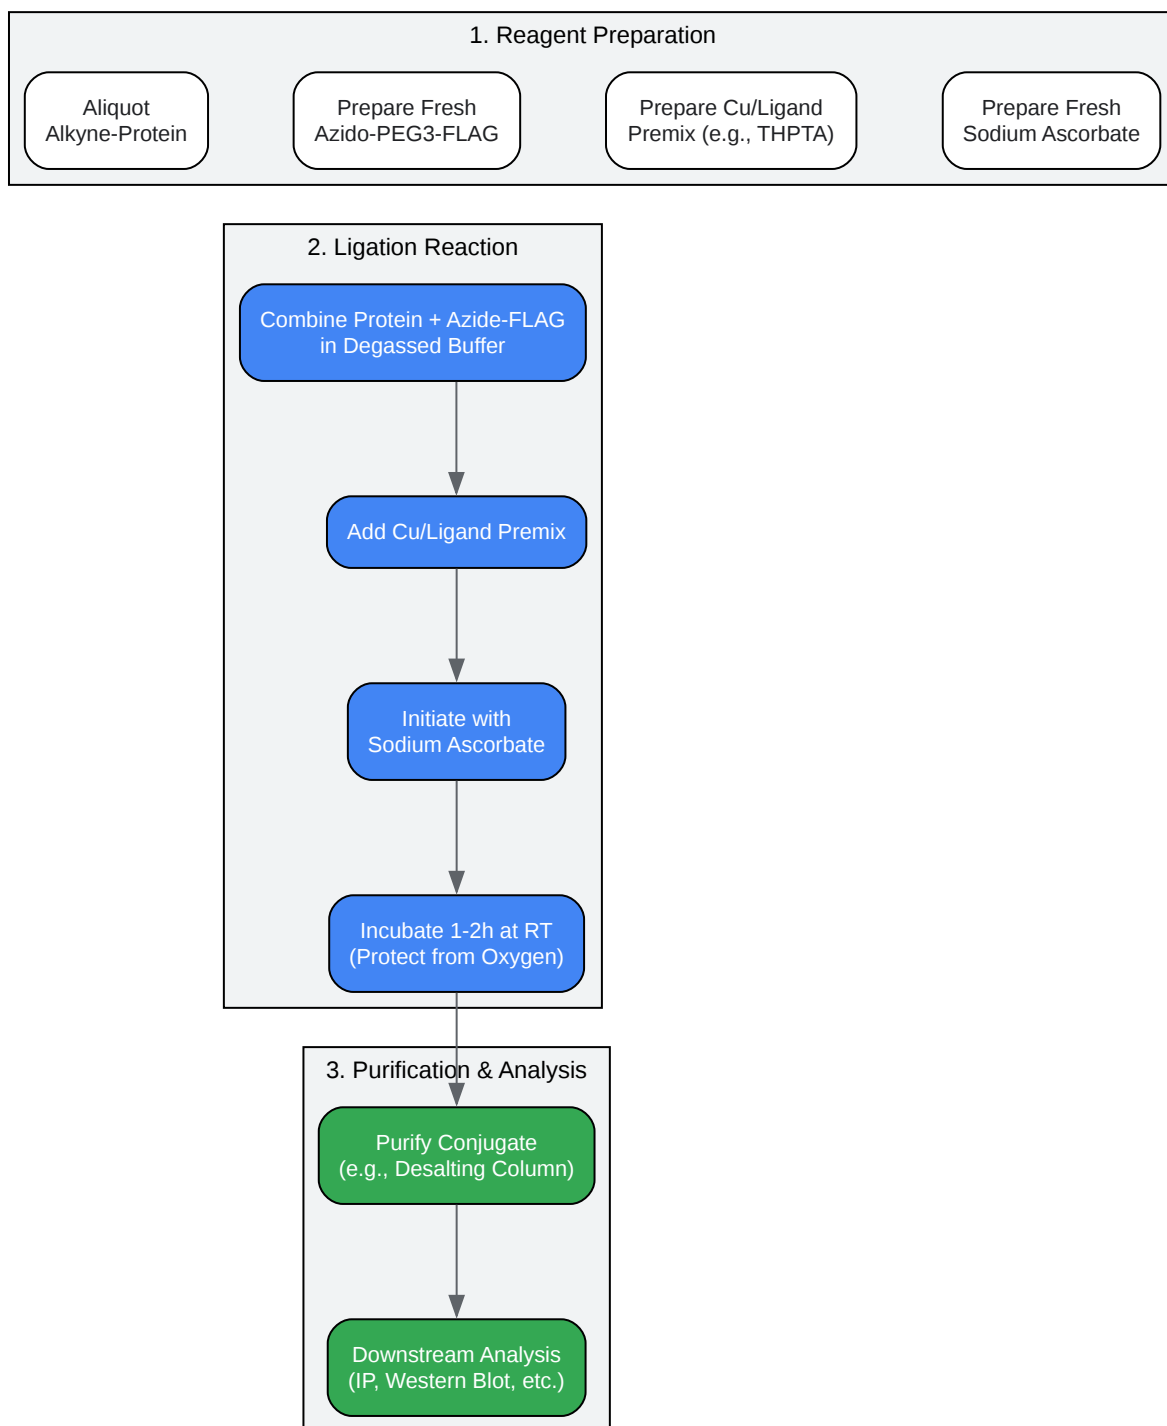 1. Reagent Preparation
Aliquot
Alkyne-Protein
Prepare Fresh
Azido-PEG3-FLAG
Prepare Cu/Ligand
Premix (e.g., THPTA)
Prepare Fresh
Sodium Ascorbate
2. Ligation Reaction
Combine Protein + Azide-FLAG
in Degassed Buffer
Add Cu/Ligand Premix
Initiate with
Sodium Ascorbate
Incubate 1-2h at RT
(Protect from Oxygen)
3. Purification & Analysis
Purify Conjugate
(e.g., Desalting Column)
Downstream Analysis
(IP, Western Blot, etc.)